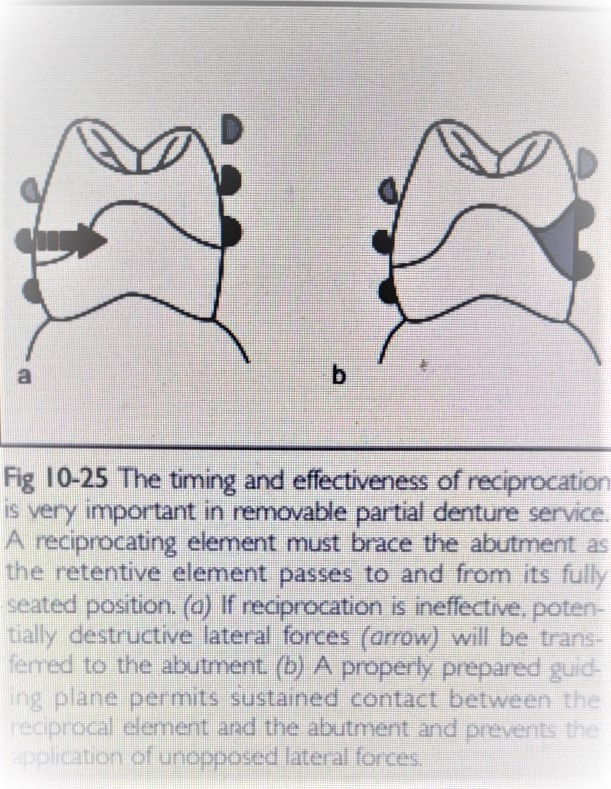 a
b
Fig 10-25 The timing and effectiveness of reciprocation
is very important in removable partial denture service.
A reciprocating element must brace the abutment as
the retentive element passes to and from its fully
seated position. (a) If reciprocation is ineffective, poten-
tially destructive lateral forces (arrow) will be trans-
ferred to the abutment. (b) A properly prepared guid-
ing plane permits sustained contact between the
reciprocal element and the abutment and prevents the
application of unopposed lateral forces.